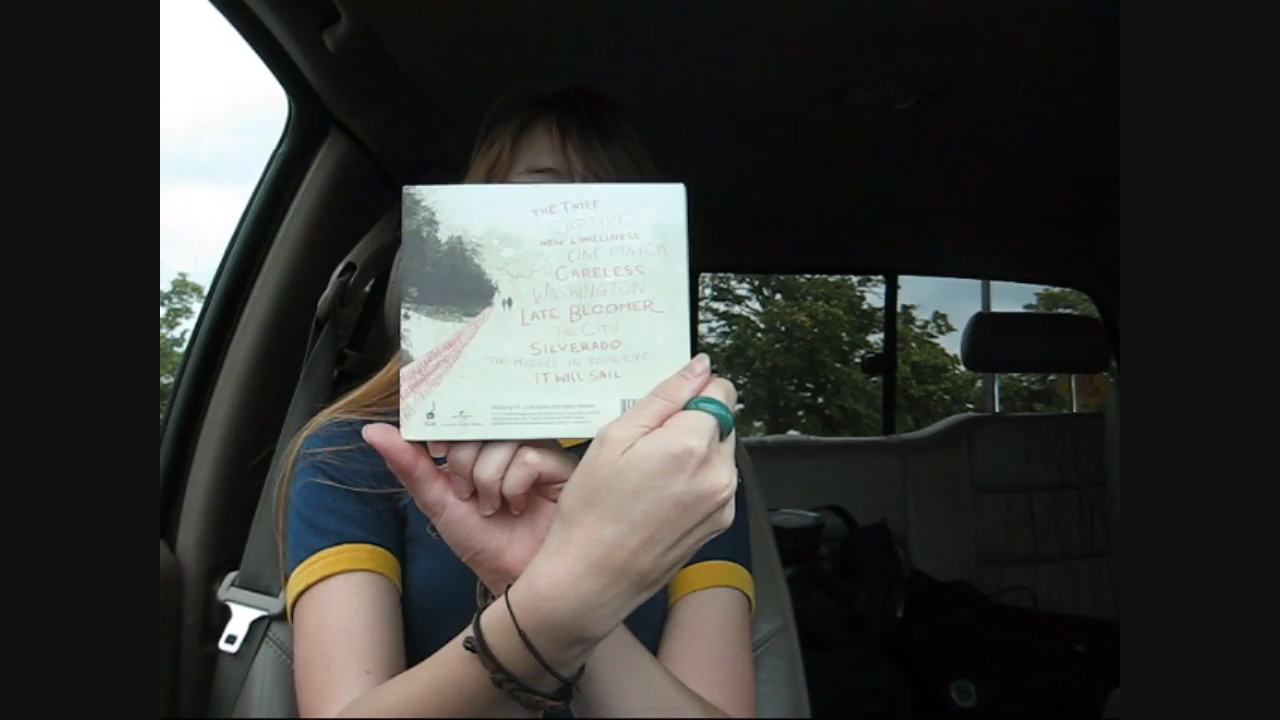 THE THIEF
CAPTIVE
NEW LONELINESS
ONE MATCH
CARELESS
WASHINGTON
LATE BLOOMER
THE CITY
SILVERADO
THE MUSCLE IN YOUR EYE
IT WILL SAIL